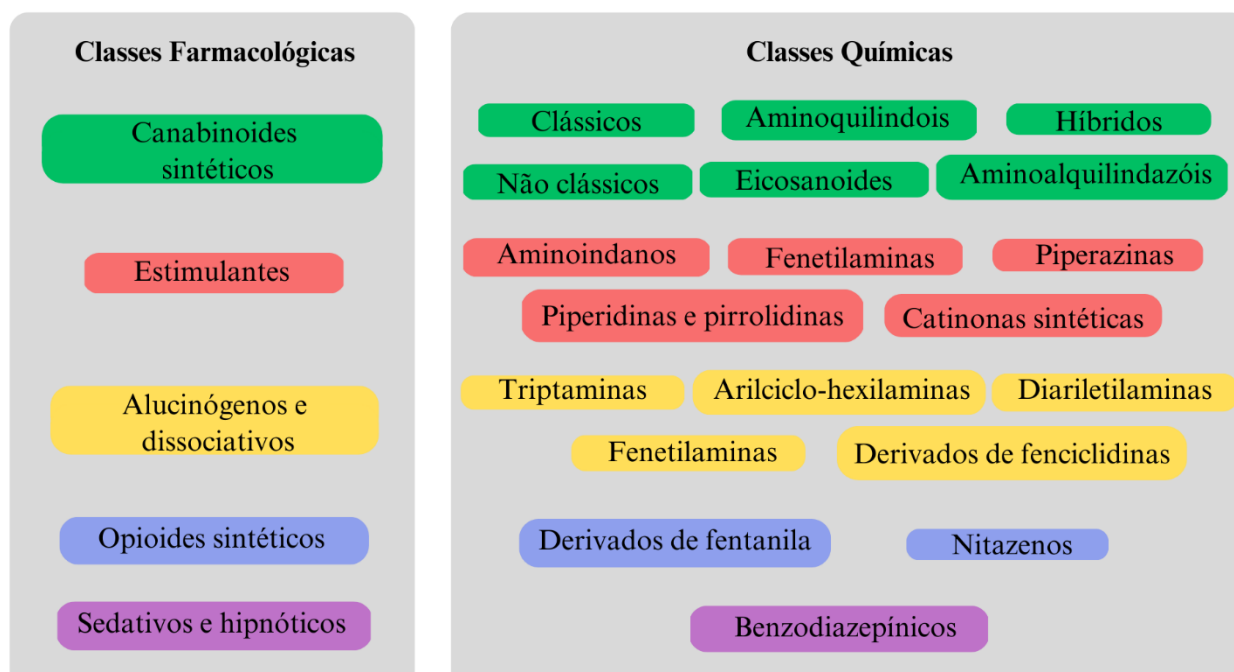 Classes Farmacológicas
Canabinoides
sintéticos
Estimulantes
Alucinógenos e
dissociativos
Opioides sintéticos
Sedativos e hipnóticos
Classes Químicas
Clássicos
Aminoquilindois
Híbridos
Não clássicos
Eicosanoides
Aminoalquilindazóis
Aminoindanos
Fenetilaminas
Piperazinas
Piperidinas e pirrolidinas
Catinonas sintéticas
Triptaminas
Arilciclo-hexilaminas
Diariletilaminas
Fenetilaminas
Derivados de fenciclidinas
Derivados de fentanila
Nitazenos
Benzodiazepínicos